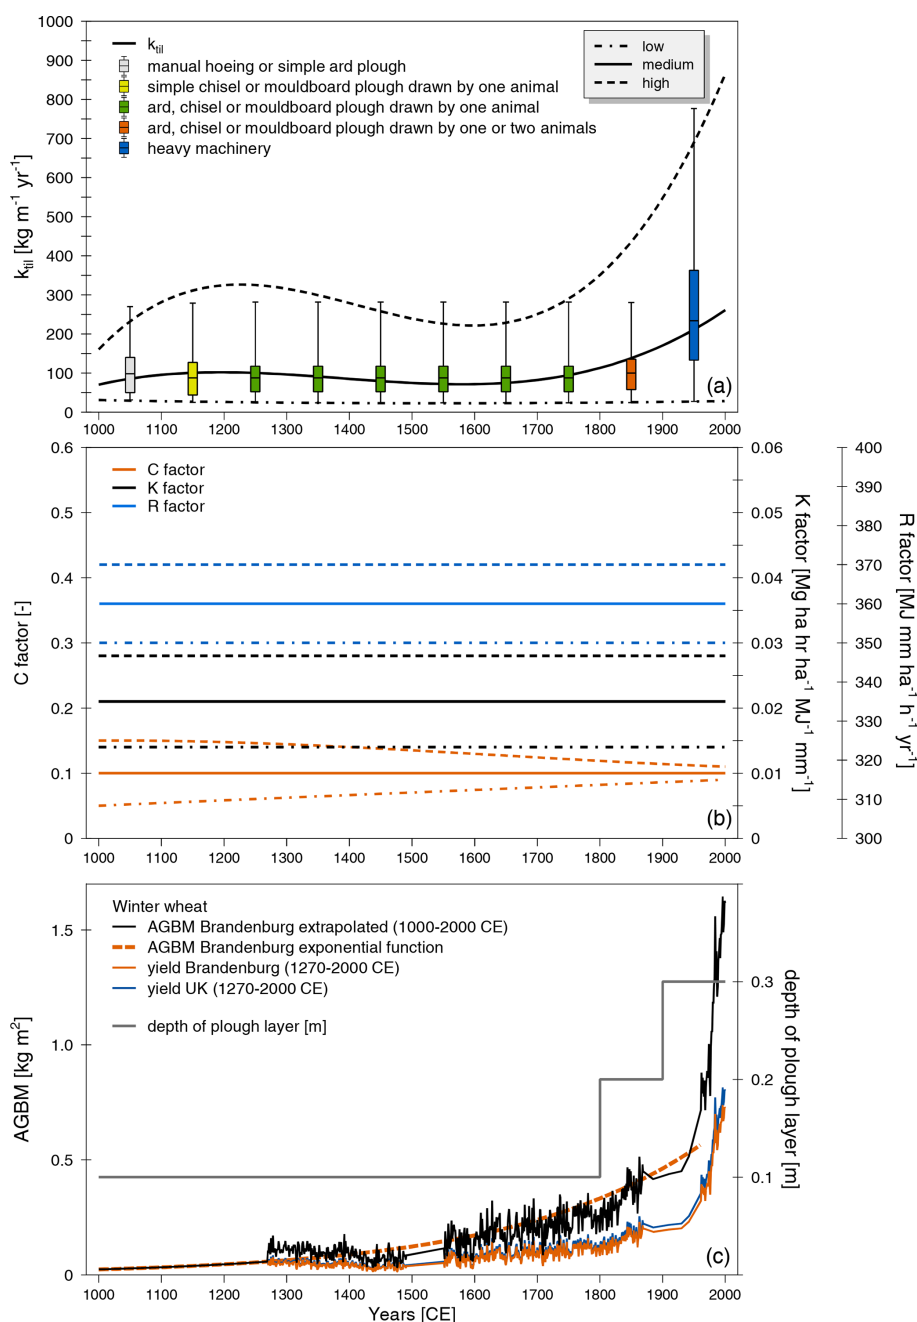 1000
900
800
700
600
500
400
300
200
100
0
k_til [kg m⁻¹ yr⁻¹]
k_til
manual hoeing or simple ard plough
simple chisel or mouldboard plough drawn by one animal
ard, chisel or mouldboard plough drawn by one animal
ard, chisel or mouldboard plough drawn by one or two animals
heavy machinery
low
medium
high
(a)
1000 1100 1200 1300 1400 1500 1600 1700 1800 1900 2000
0.6
0.5
0.4
0.3
0.2
0.1
0
C factor [-]
C factor
K factor
R factor
0.06
0.05
0.04
0.03
0.02
0.01
0
K factor [Mg ha hr ha⁻¹ MJ⁻¹ mm⁻¹]
400
390
380
370
360
350
340
330
320
310
300
R factor [MJ mm ha⁻¹ h⁻¹ yr⁻¹]
(b)
1000 1100 1200 1300 1400 1500 1600 1700 1800 1900 2000
1.5
1.0
0.5
0
AGBM [kg m²]
Winter wheat
AGBM Brandenburg extrapolated (1000-2000 CE)
AGBM Brandenburg exponential function
yield Brandenburg (1270-2000 CE)
yield UK (1270-2000 CE)
depth of plough layer [m]
0.3
0.2
0.1
depth of plough layer [m]
(c)
1000 1100 1200 1300 1400 1500 1600 1700 1800 1900 2000
Years [CE]